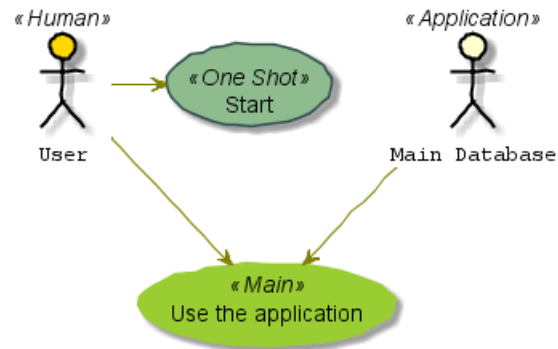 «Human»
User
«One Shot»
Start
«Application»
Main Database
«Main»
Use the application